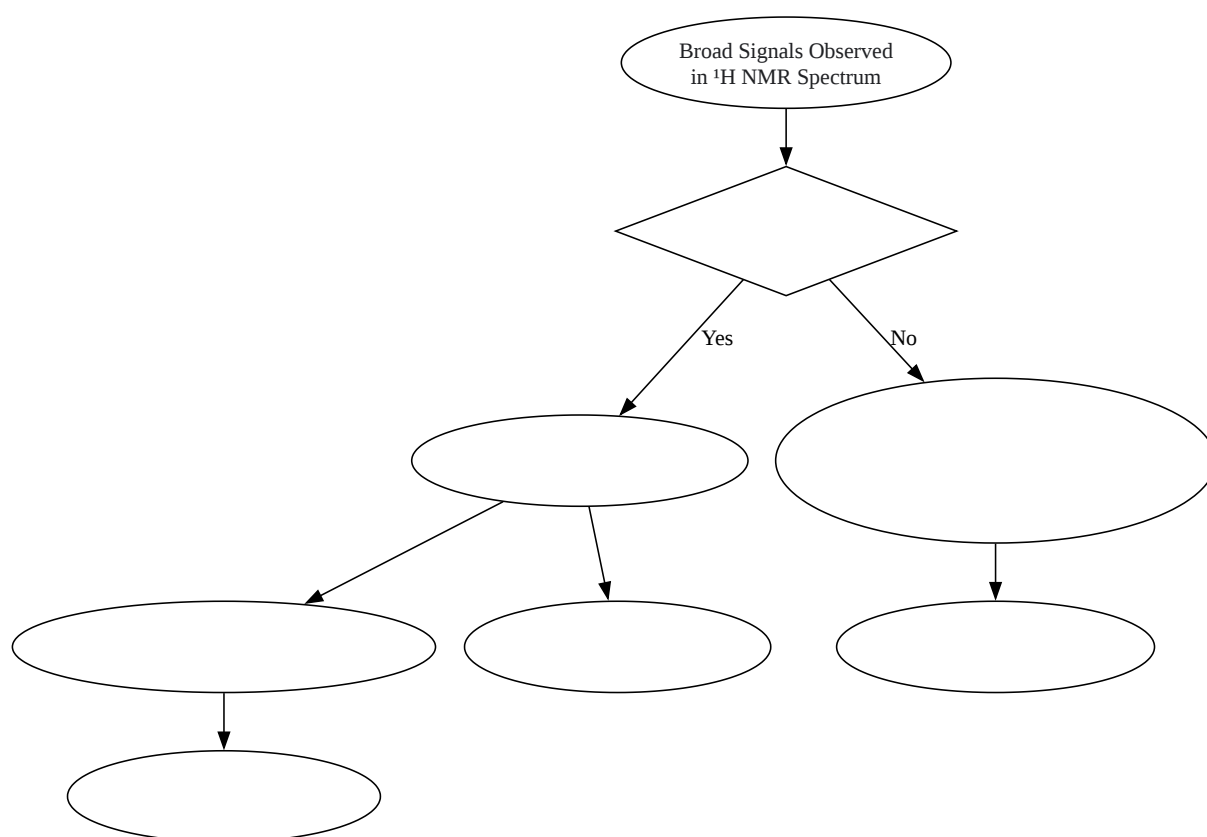 Broad Signals Observed
in ¹H NMR Spectrum
Yes
No